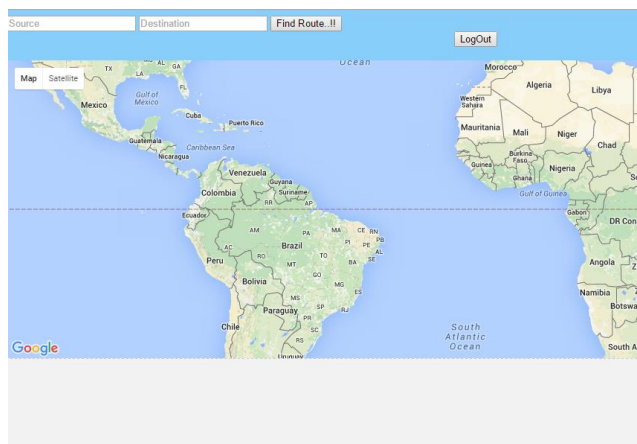 Source
Destination
Find Route..!!
LogOut
Map
Satellite
TX
LA
AL
GA
FL
Ocean
Morocco
Algeria
Libya
Western Sahara
Mexico
Gulf of
Mexico
Cuba
Puerto Rico
Mauritania
Mali
Niger
Chad
Guatemala
Caribbean Sea
Nicaragua
Burkina
Faso
Guinea
Ghana
Nigeria
Venezuela
Guyana
Suriname
Colombia
Gulf of Guinea
RR
AP
Ecuador
Gabon
DR Con
AM
PA
MA
CE
RN
PB
PI
PE
AL
SE
AC
RO
Brazil
TO
BA
Peru
MT
GO
Angola
Bolivia
MG
ES
Namibia
Z
Botswa
MS
SP
RJ
Paraguay
PR
Chile
SC
RS
South
Atlantic
Ocean
South A
Uruguay
Google